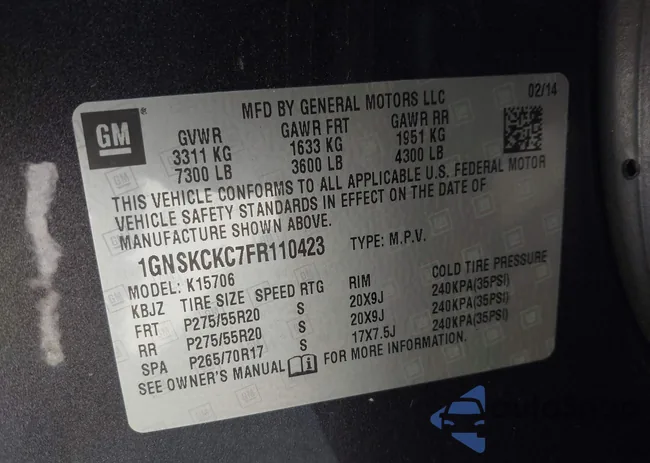 MFD BY GENERAL MOTORS LLC 02/14
GM
GVWR GAWR FRT GAWR RR
3311 KG 1633 KG 1951 KG
7300 LB 3600 LB 4300 LB
THIS VEHICLE CONFORMS TO ALL APPLICABLE U.S. FEDERAL MOTOR
VEHICLE SAFETY STANDARDS IN EFFECT ON THE DATE OF
MANUFACTURE SHOWN ABOVE.
1GNSKCKC7FR110423 TYPE: M.P.V.
MODEL: K15706
KBJZ TIRE SIZE SPEED RTG RIM COLD TIRE PRESSURE
FRT P275/55R20 S 20X9J 240KPA(35PSI)
RR P275/55R20 S 20X9J 240KPA(35PSI)
SPA P265/70R17 S 17X7.5J 240KPA(35PSI)
SEE OWNER'S MANUAL FOR MORE INFORMATION.